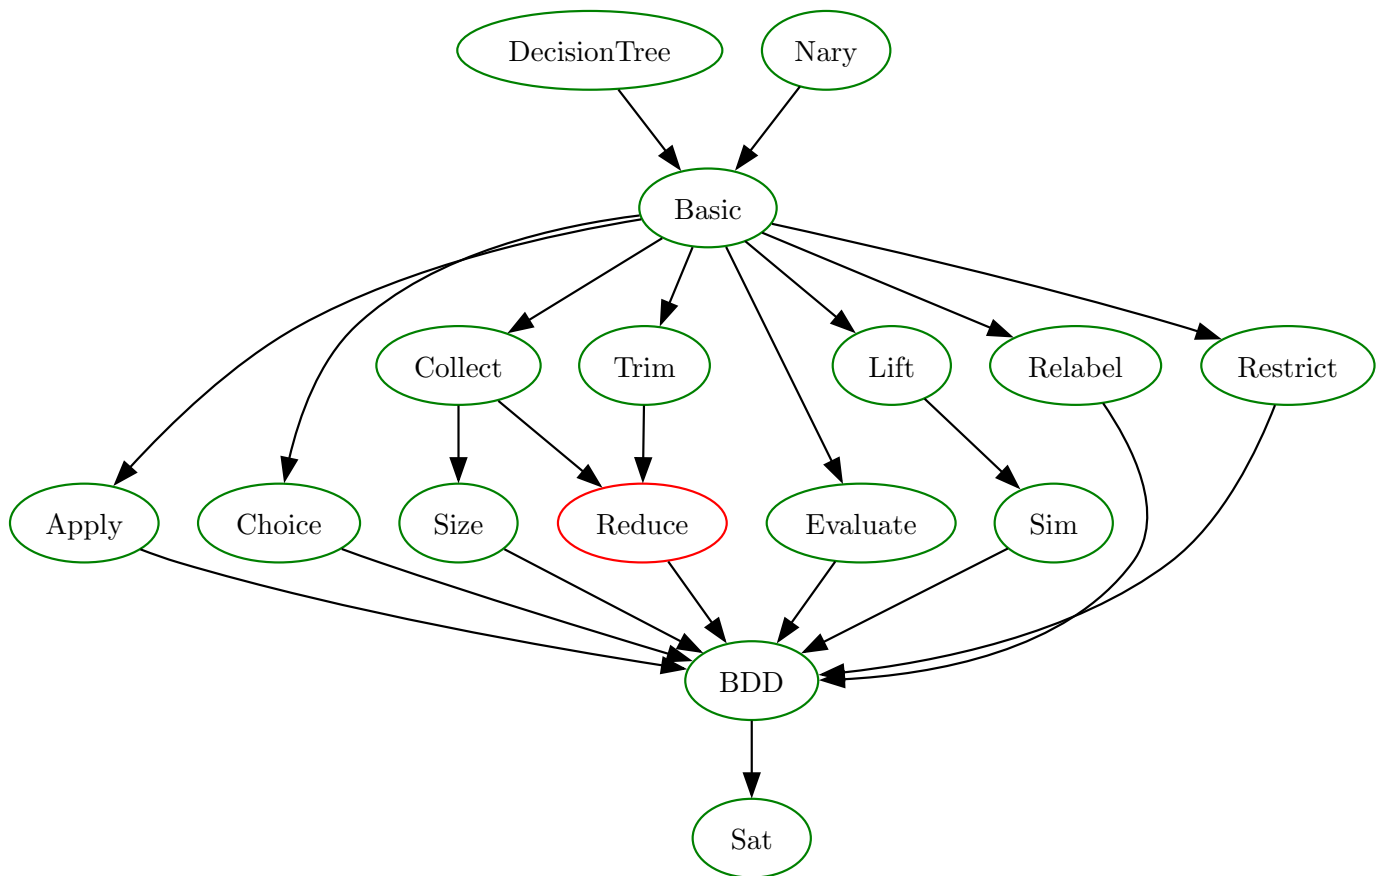 DecisionTree
Nary
Basic
Collect
Trim
Lift
Relabel
Restrict
Apply
Choice
Size
Reduce
Evaluate
Sim
BDD
Sat